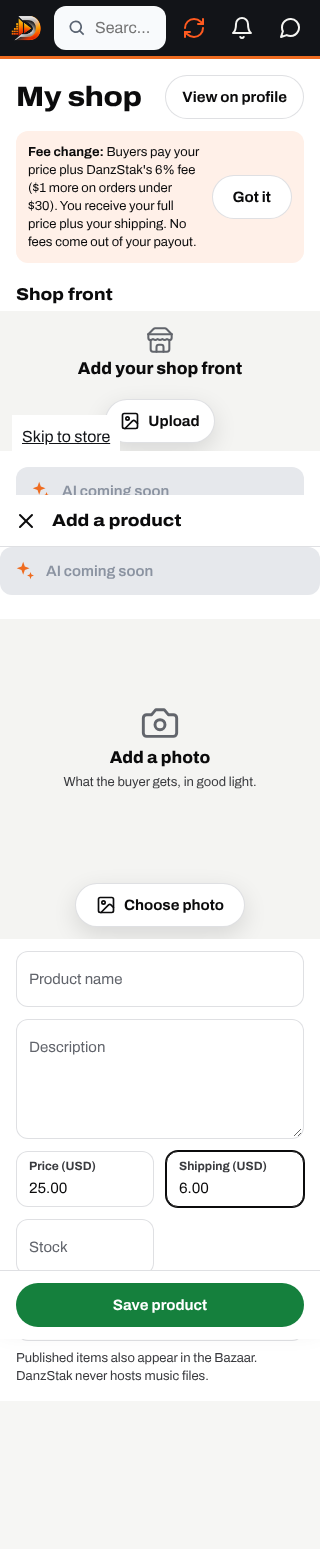 Searc...
My shop
View on profile
Fee change: Buyers pay your
price plus DanzStak's 6% fee
($1 more on orders under
$30). You receive your full
price plus your shipping. No
fees come out of your payout.
Got it
Shop front
Add your shop front
Upload
Skip to store
AI coming soon
Add a product
AI coming soon
Add a photo
What the buyer gets, in good light.
Choose photo
Product name
Description
Price (USD)
25.00
Shipping (USD)
6.00
Stock
Save product
Published items also appear in the Bazaar.
DanzStak never hosts music files.